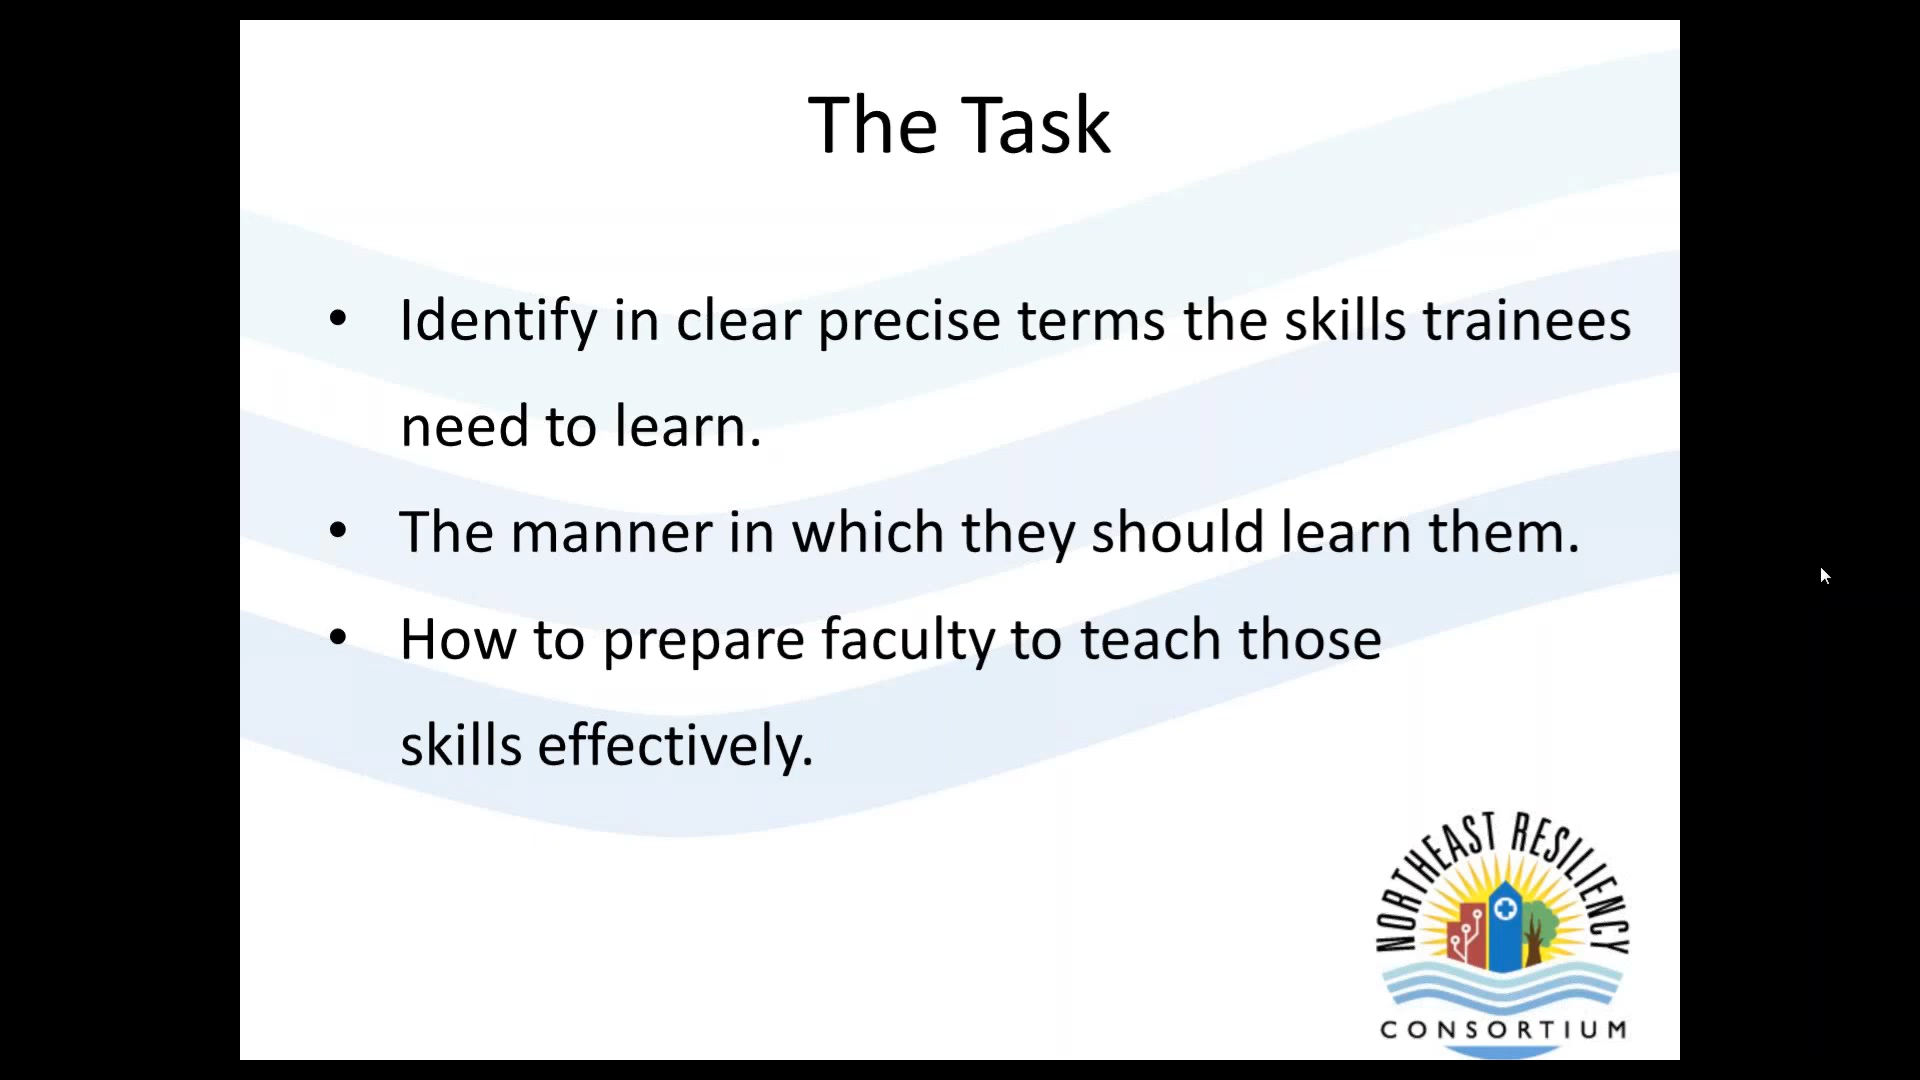 The Task
• Identify in clear precise terms the skills trainees
need to learn.
• The manner in which they should learn them.
• How to prepare faculty to teach those
skills effectively.
NORTHEAST RESILIENCY
CONSORTIUM